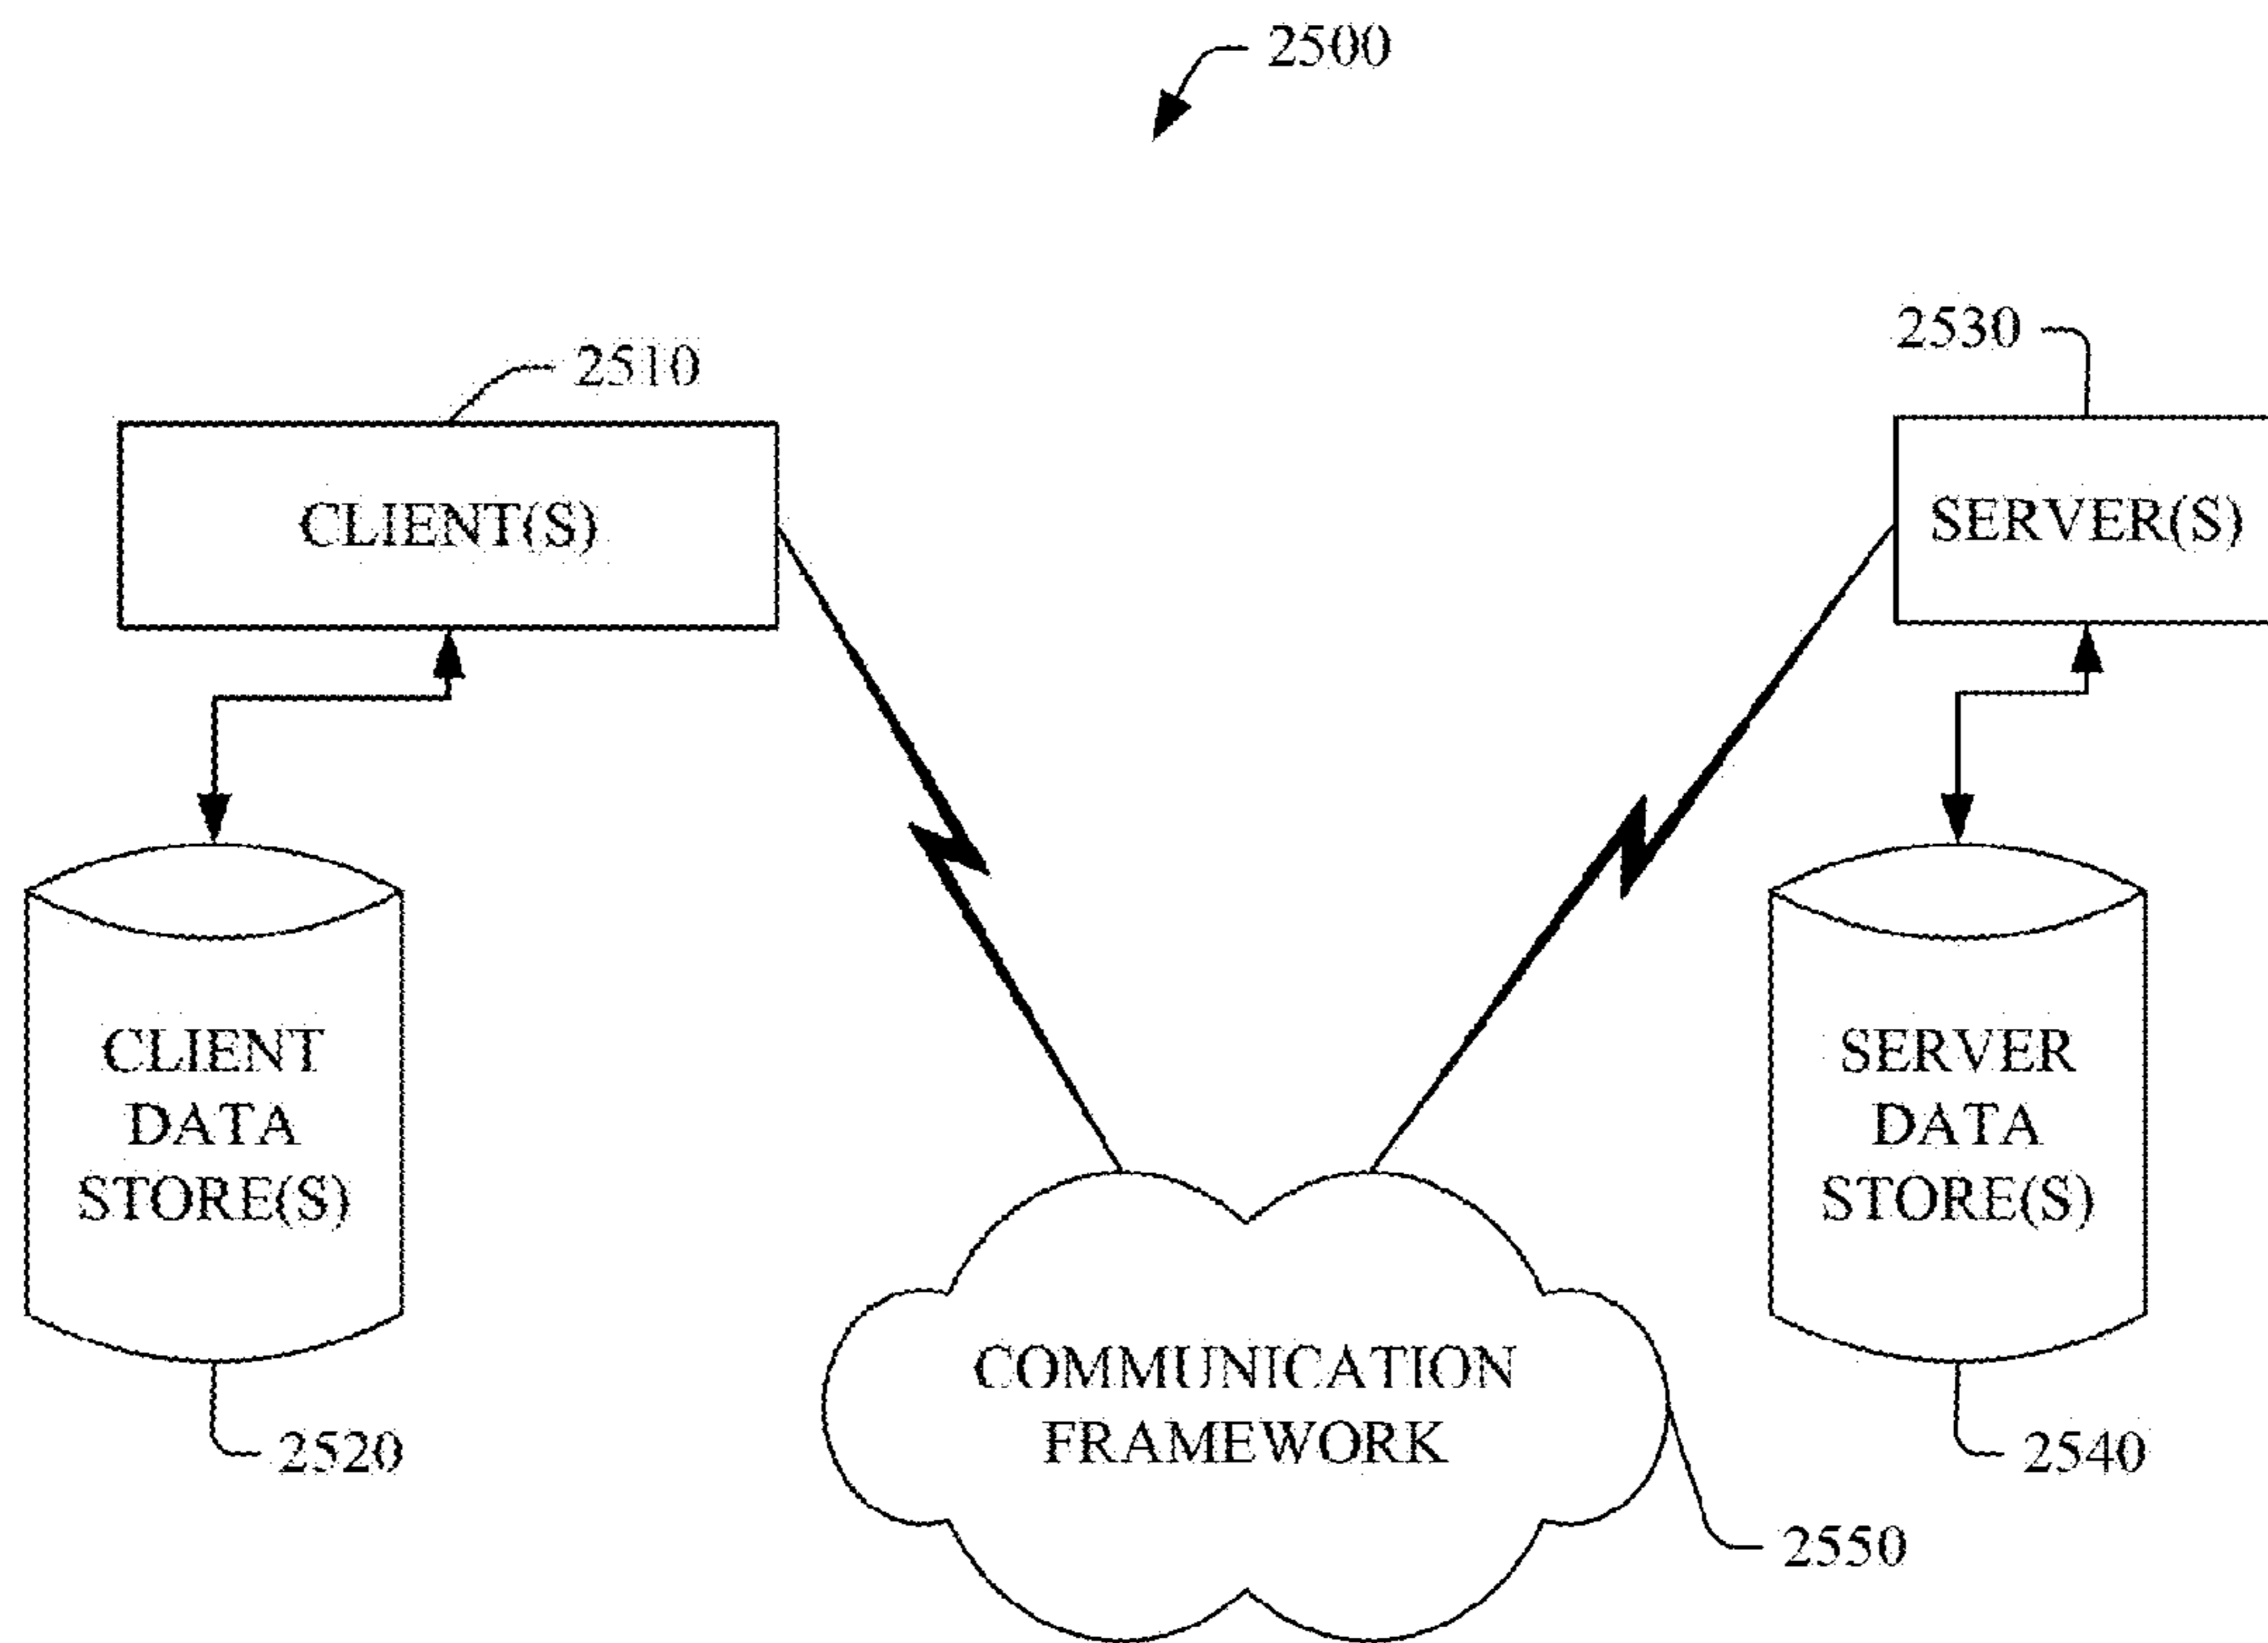 2500
2510
2530
CLIENT(S)
SERVER(S)
CLIENT
DATA
STORE(S)
SERVER
DATA
STORE(S)
COMMUNICATION
FRAMEWORK
2520
2540
2550